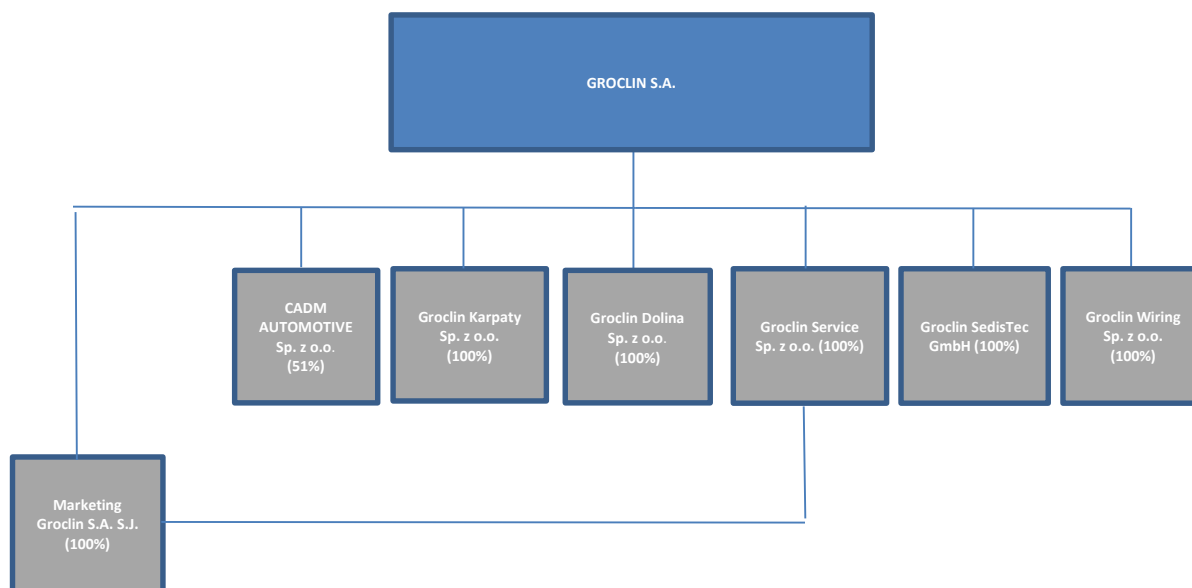 GROCLIN S.A.
CADM
AUTOMOTIVE
Sp. z o.o.
(51%)
Groclin Karpaty
Sp. z o.o.
(100%)
Groclin Dolina
Sp. z o.o.
(100%)
Groclin Service
Sp. z o.o. (100%)
Groclin SedisTec
GmbH (100%)
Groclin Wiring
Sp. z o.o.
(100%)
Marketing
Groclin S.A. S.J.
(100%)